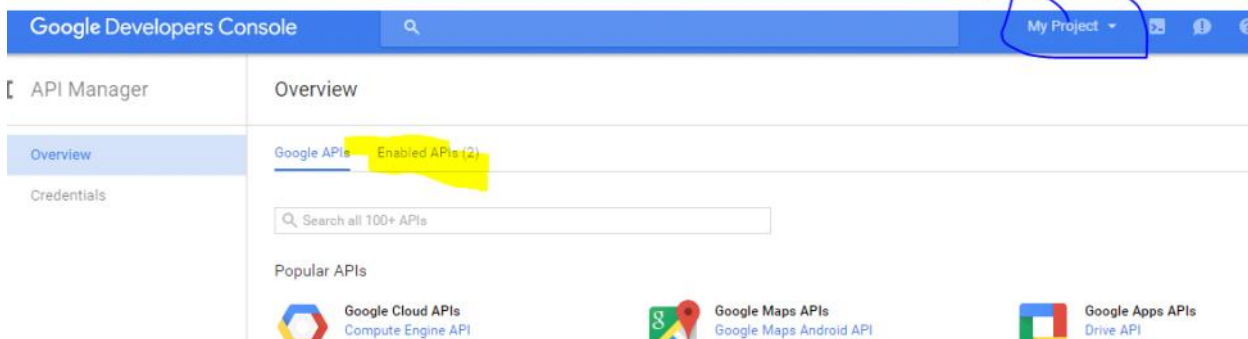 Google Developers Console My Project
API Manager Overview
Overview Google APIs Enabled APIs (2)
Credentials
Search all 100+ APIs
Popular APIs
Google Cloud APIs Google Maps APIs Google Apps APIs
Compute Engine API Google Maps Android API Drive API